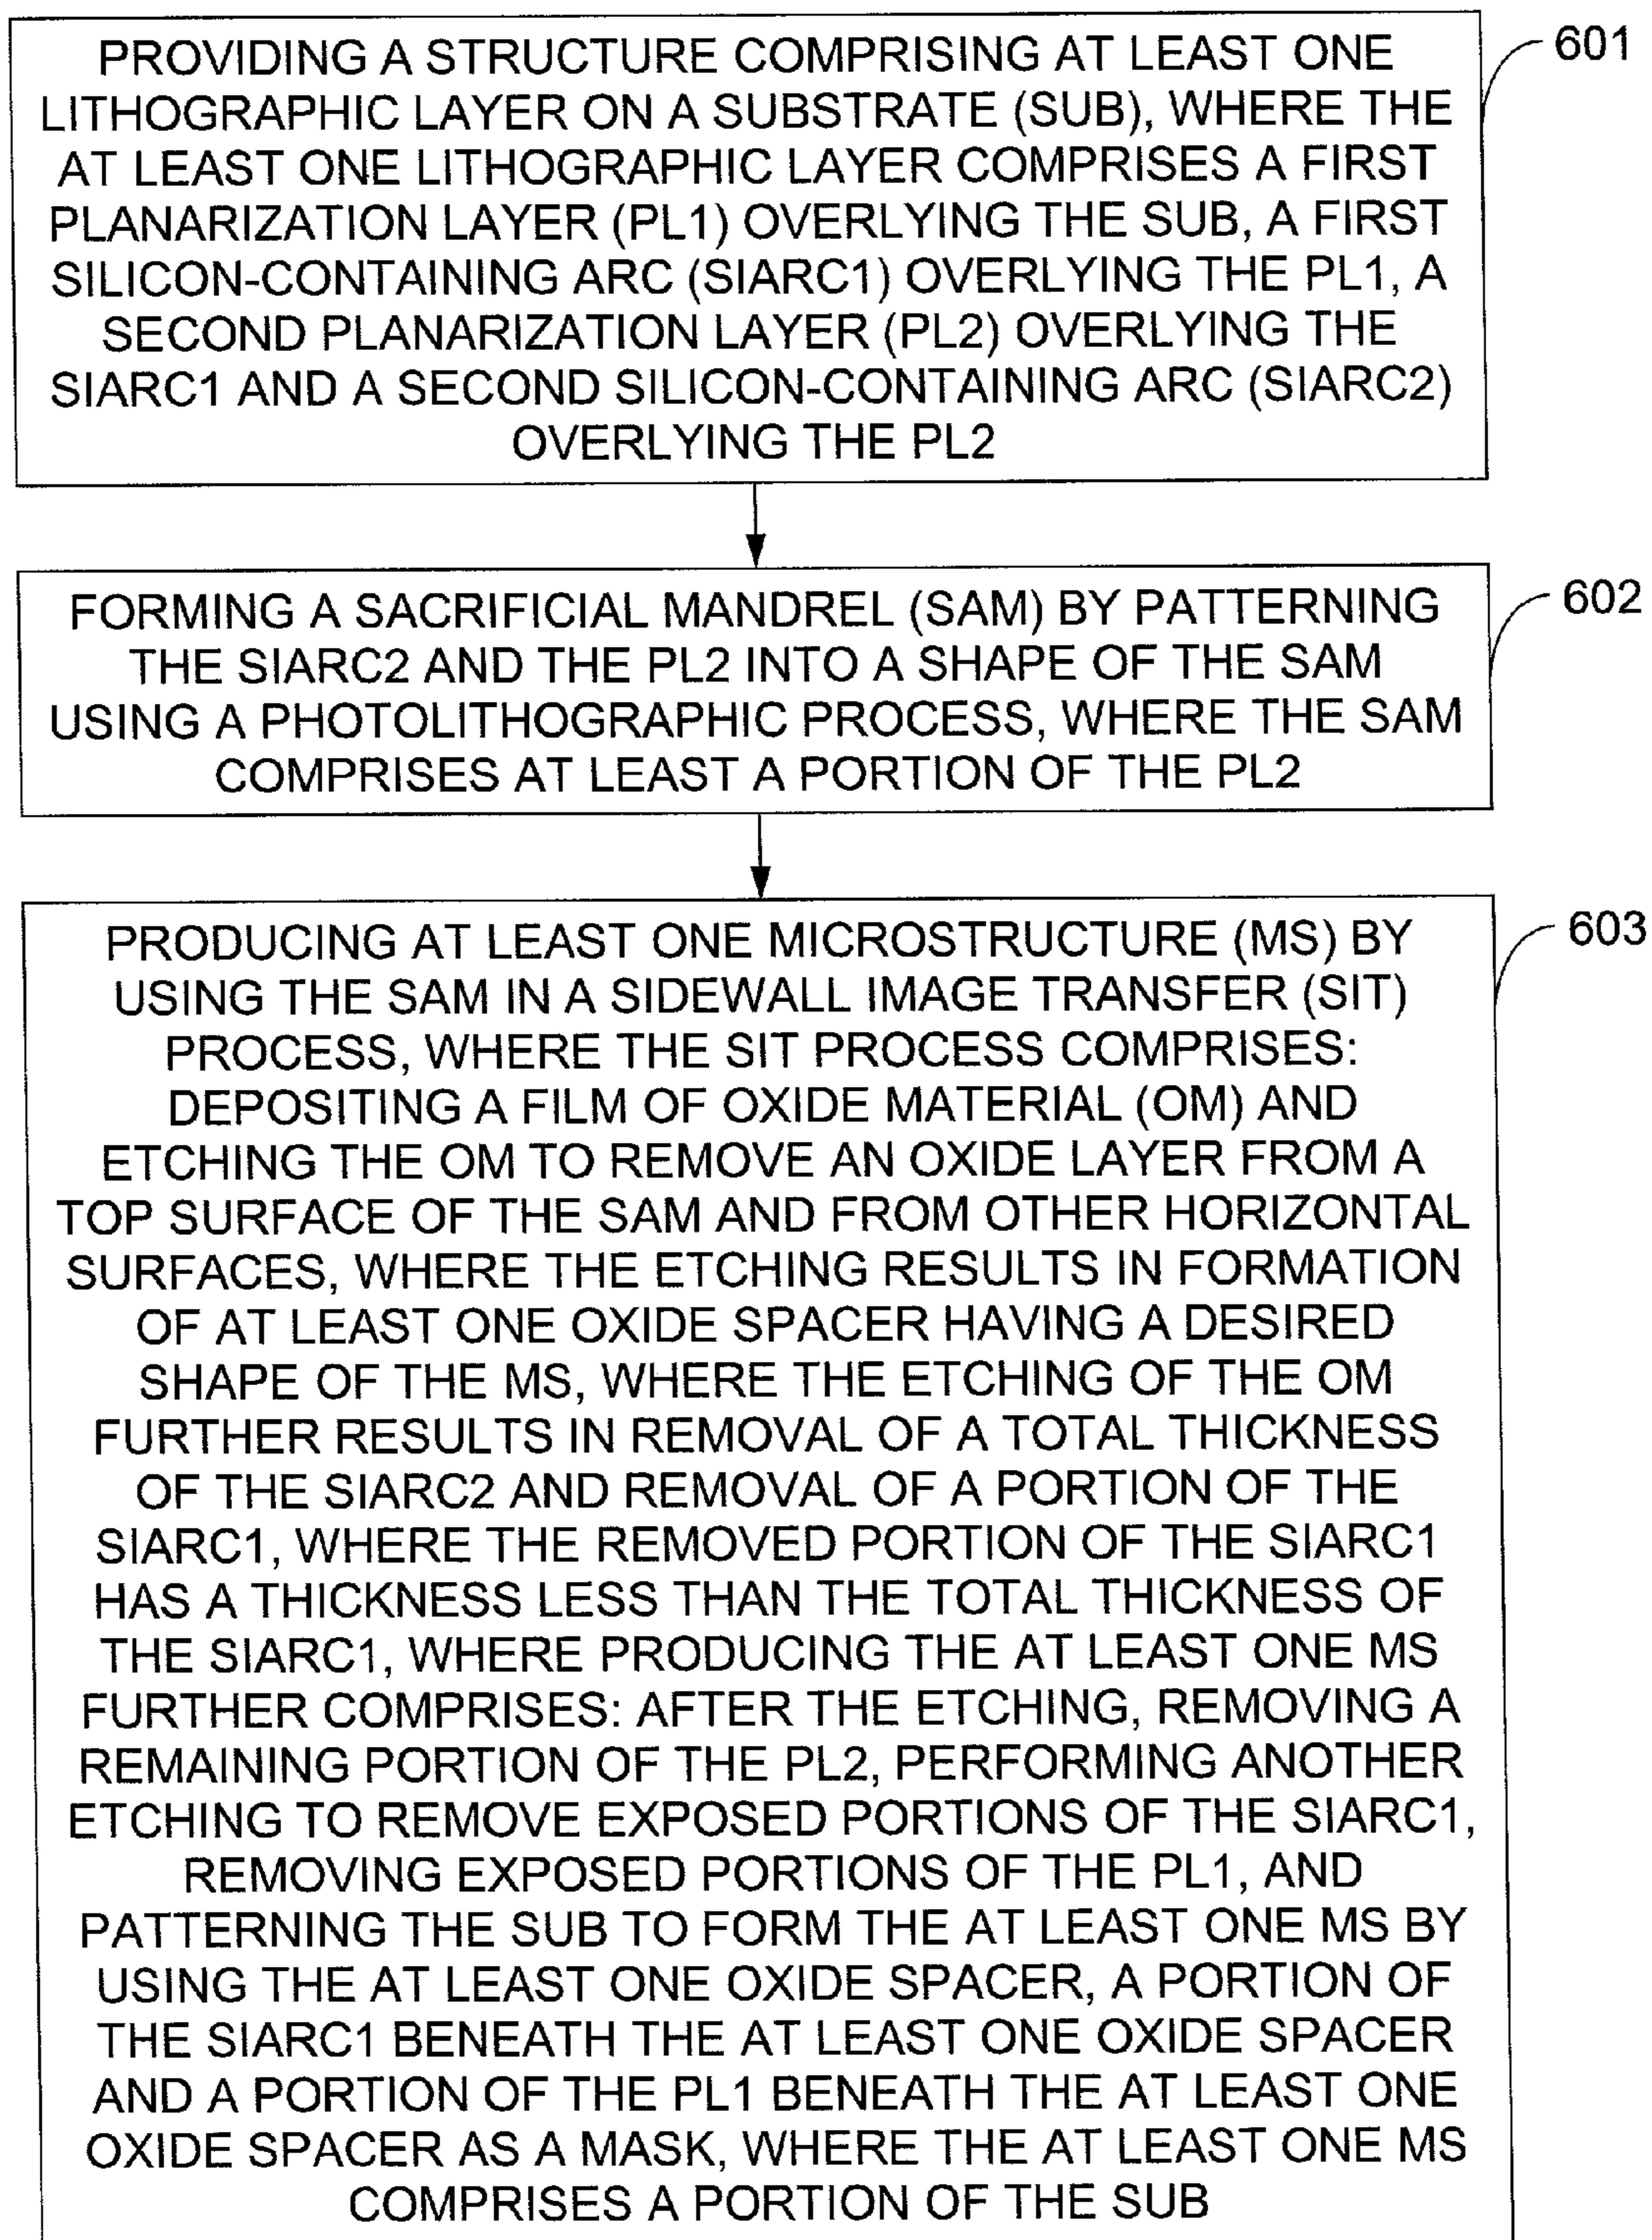 PROVIDING A STRUCTURE COMPRISING AT LEAST ONE
LITHOGRAPHIC LAYER ON A SUBSTRATE (SUB), WHERE THE
AT LEAST ONE LITHOGRAPHIC LAYER COMPRISES A FIRST
PLANARIZATION LAYER (PL1) OVERLYING THE SUB, A FIRST
SILICON-CONTAINING ARC (SIARC1) OVERLYING THE PL1, A
SECOND PLANARIZATION LAYER (PL2) OVERLYING THE
SIARC1 AND A SECOND SILICON-CONTAINING ARC (SIARC2)
OVERLYING THE PL2
601
FORMING A SACRIFICIAL MANDREL (SAM) BY PATTERNING
THE SIARC2 AND THE PL2 INTO A SHAPE OF THE SAM
USING A PHOTOLITHOGRAPHIC PROCESS, WHERE THE SAM
COMPRISES AT LEAST A PORTION OF THE PL2
602
PRODUCING AT LEAST ONE MICROSTRUCTURE (MS) BY
USING THE SAM IN A SIDEWALL IMAGE TRANSFER (SIT)
PROCESS, WHERE THE SIT PROCESS COMPRISES:
DEPOSITING A FILM OF OXIDE MATERIAL (OM) AND
ETCHING THE OM TO REMOVE AN OXIDE LAYER FROM A
TOP SURFACE OF THE SAM AND FROM OTHER HORIZONTAL
SURFACES, WHERE THE ETCHING RESULTS IN FORMATION
OF AT LEAST ONE OXIDE SPACER HAVING A DESIRED
SHAPE OF THE MS, WHERE THE ETCHING OF THE OM
FURTHER RESULTS IN REMOVAL OF A TOTAL THICKNESS
OF THE SIARC2 AND REMOVAL OF A PORTION OF THE
SIARC1, WHERE THE REMOVED PORTION OF THE SIARC1
HAS A THICKNESS LESS THAN THE TOTAL THICKNESS OF
THE SIARC1, WHERE PRODUCING THE AT LEAST ONE MS
FURTHER COMPRISES: AFTER THE ETCHING, REMOVING A
REMAINING PORTION OF THE PL2, PERFORMING ANOTHER
ETCHING TO REMOVE EXPOSED PORTIONS OF THE SIARC1,
REMOVING EXPOSED PORTIONS OF THE PL1, AND
PATTERNING THE SUB TO FORM THE AT LEAST ONE MS BY
USING THE AT LEAST ONE OXIDE SPACER, A PORTION OF
THE SIARC1 BENEATH THE AT LEAST ONE OXIDE SPACER
AND A PORTION OF THE PL1 BENEATH THE AT LEAST ONE
OXIDE SPACER AS A MASK, WHERE THE AT LEAST ONE MS
COMPRISES A PORTION OF THE SUB
603